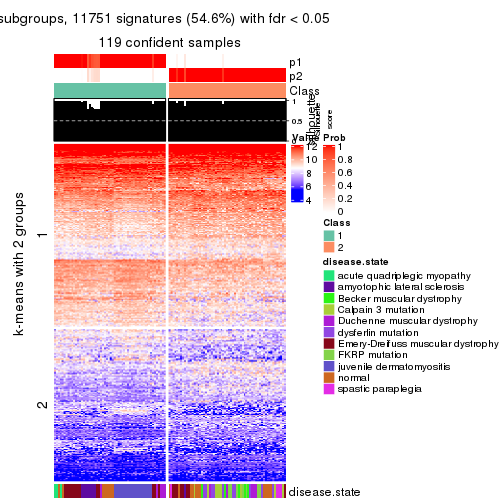 subgroups, 11751 signatures (54.6%) with fdr < 0.05
119 confident samples
p1
p2
Class
1
0.5
silhouette
score
Value
12
10
8
6
4
Prob
1
0.8
0.6
0.4
0.2
0
Class
1
2
disease.state
acute quadriplegic myopathy
amyotophic lateral sclerosis
Becker muscular dystrophy
Calpain 3 mutation
Duchenne muscular dystrophy
dysferlin mutation
Emery-Dreifuss muscular dystrophy
FKRP mutation
juvenile dermatomyositis
normal
spastic paraplegia
k-means with 2 groups
1
2
disease.state